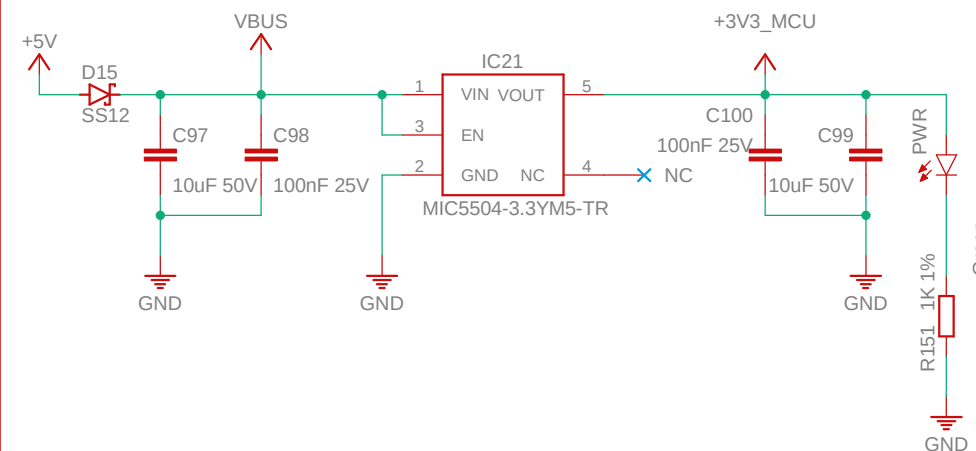 +5V
VBUS
+3V3_MCU
D15
SS12
C97
10uF 50V
C98
100nF 25V
IC21
1
3
2
VIN VOUT
EN
GND NC
5
4
NC
MIC5504-3.3YM5-TR
C100
100nF 25V
C99
10uF 50V
PWR
R151 1K 1%
GND
GND
GND
GND